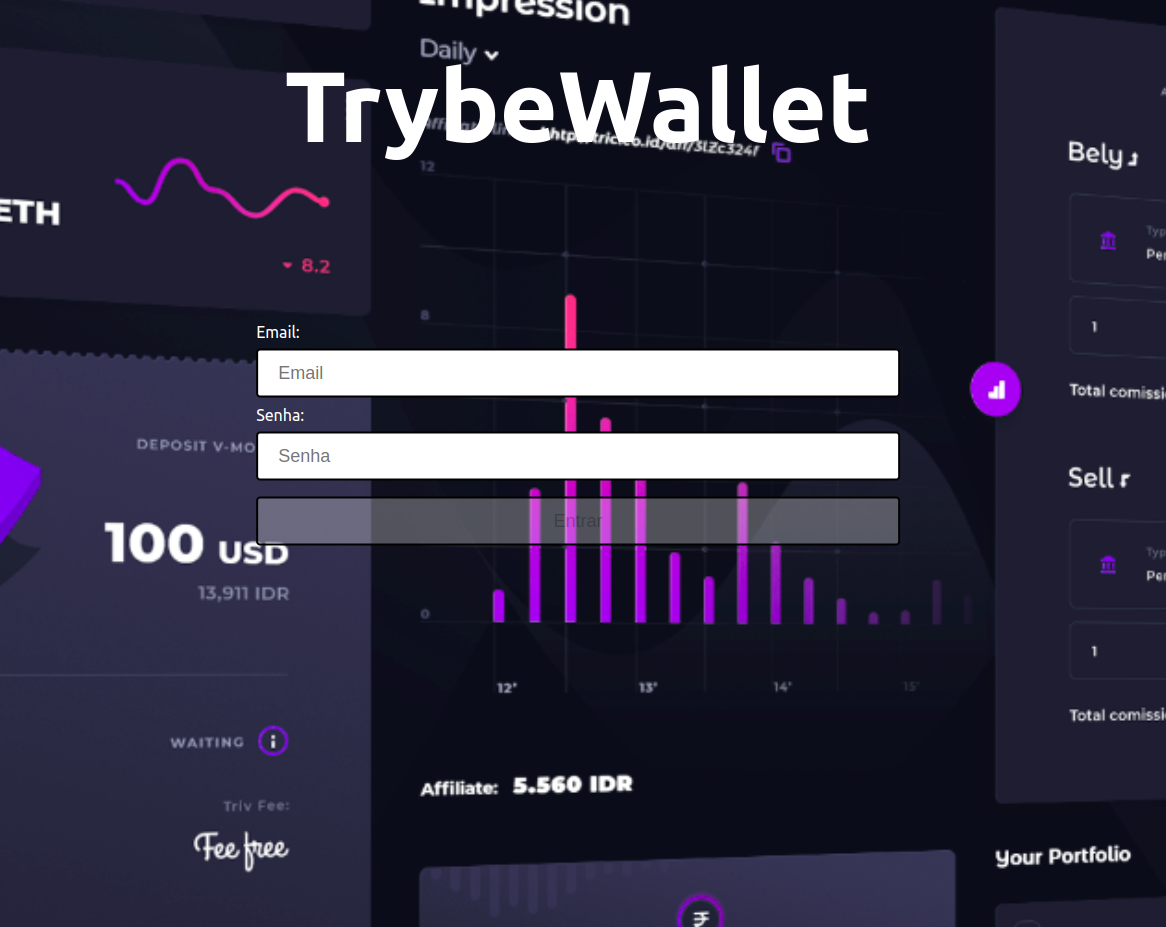 Impression
Daily
TrybeWallet
12
Bely
ETH
8.2
8
Email:
Email
1
Senha:
Total comissi
DEPOSIT V-MO
Senha
Sell
100 USD
Entrar
13,911 IDR
0
1
12'
13'
14'
15'
Total comissi
WAITING
Affiliate: 5.560 IDR
Triv Fee:
Fee free
Your Portfolio